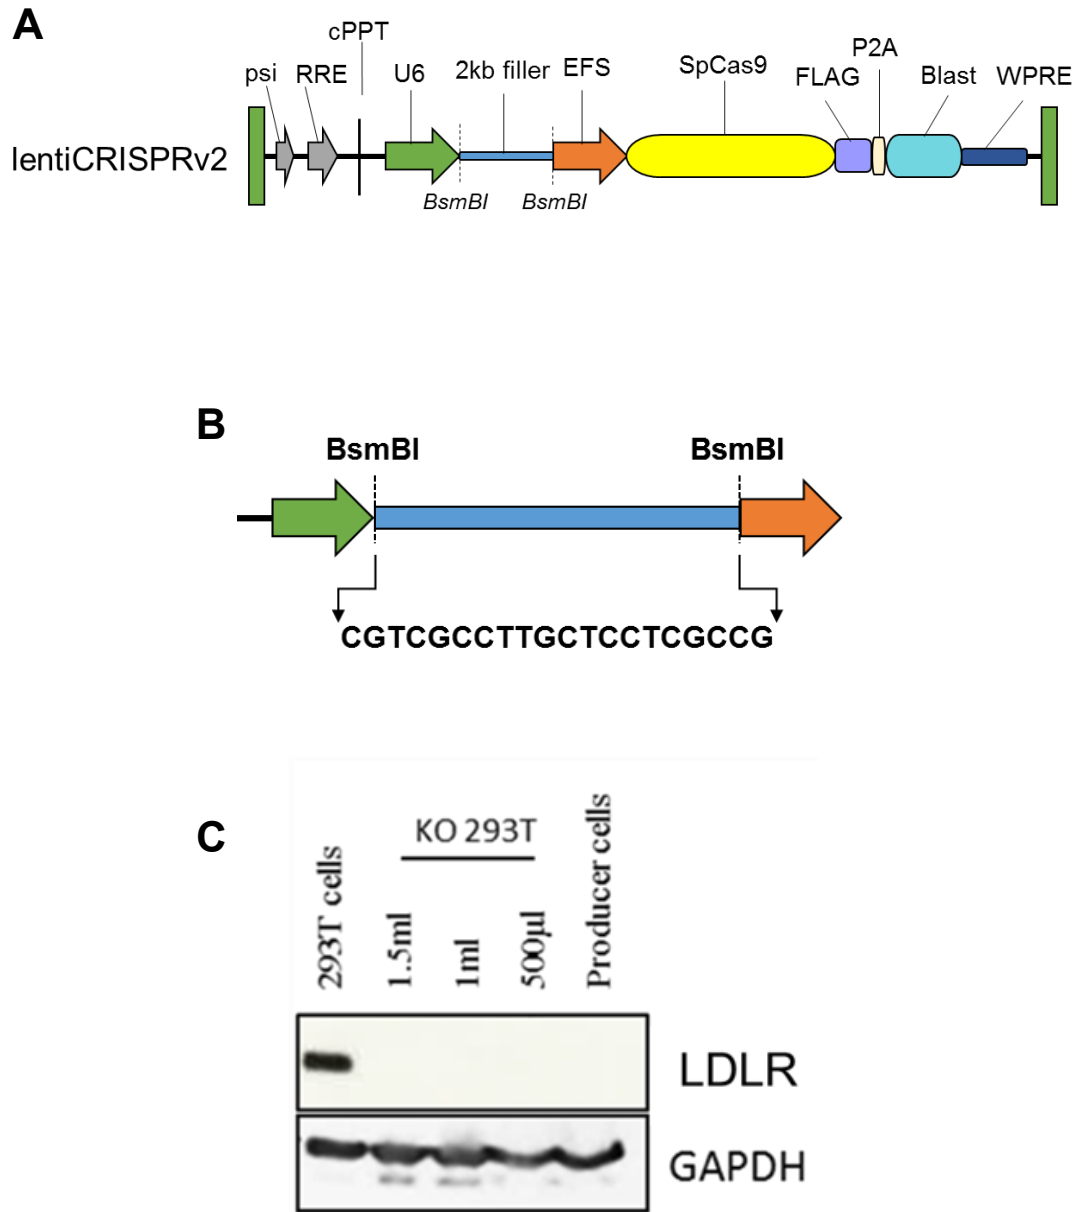 A
cPPT
psi RRE U6 2kb filler EFS SpCas9 FLAG P2A Blast WPRE
lentiCRISPRv2
BsmBI BsmBI
B
BsmBI BsmBI
CGTCGCCTTGCTCCTCGCCG
C
KO 293T
293T cells 1.5ml 1ml 500µl Producer cells
LDLR
GAPDH